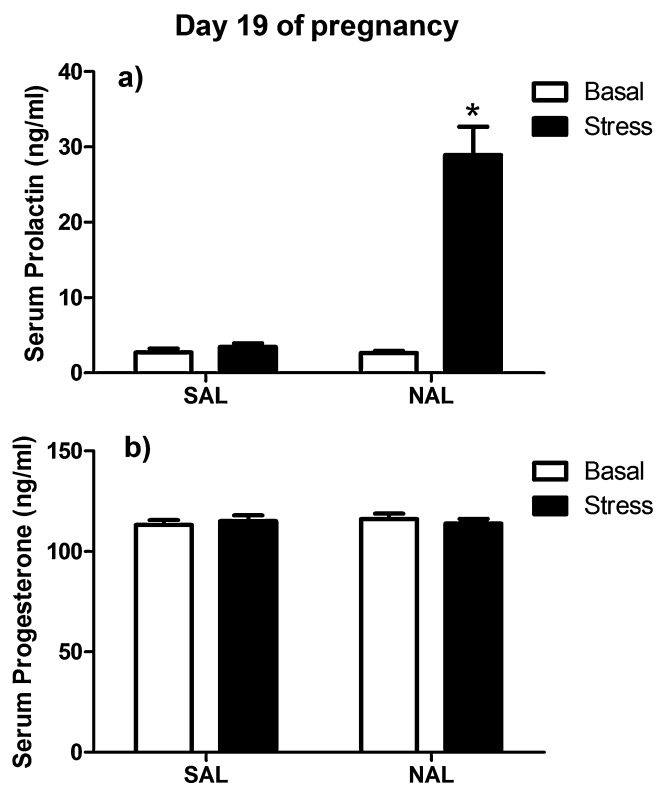 Day 19 of pregnancy
a)
Serum Prolactin (ng/ml)
40
30
20
10
0
*
Basal
Stress
SAL
NAL
b)
Serum Progesterone (ng/ml)
150
100
50
0
Basal
Stress
SAL
NAL